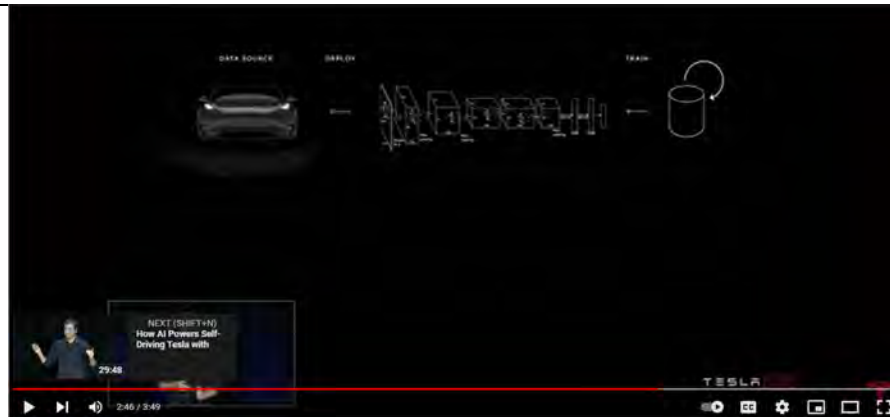 DATA SOURCE DEPLOY TRAIN
NEXT (SHIFT+N)
How AI Powers Self-
Driving Tesla with
29:48
TESLA
2:46 / 3:49
CC